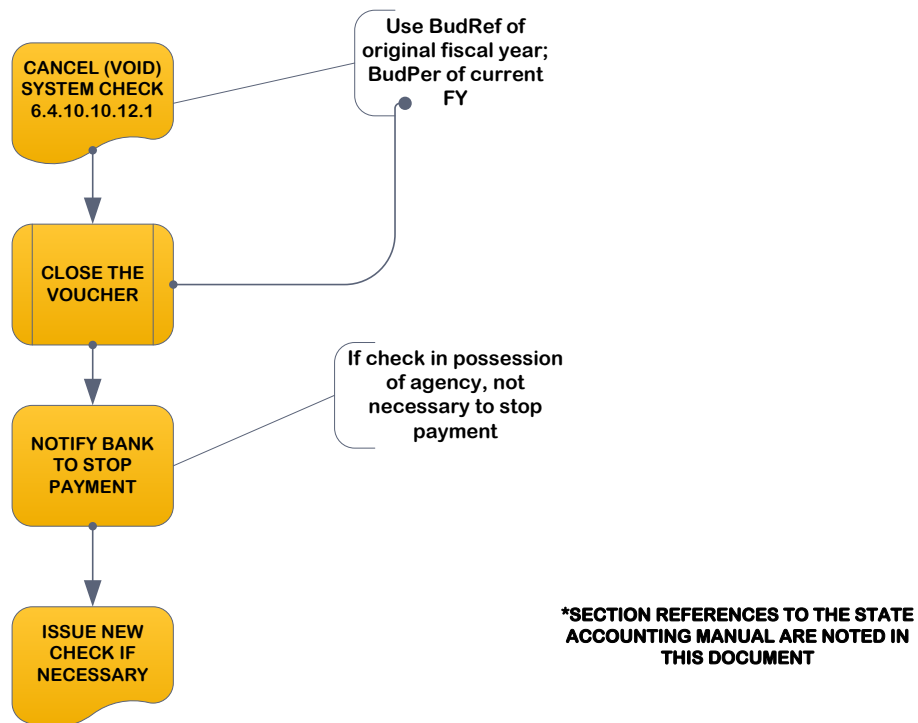 CANCEL (VOID)
SYSTEM CHECK
6.4.10.10.12.1
Use BudRef of
original fiscal year;
BudPer of current
FY
CLOSE THE
VOUCHER
If check in possession
of agency, not
necessary to stop
payment
NOTIFY BANK
TO STOP
PAYMENT
ISSUE NEW
CHECK IF
NECESSARY
*SECTION REFERENCES TO THE STATE
ACCOUNTING MANUAL ARE NOTED IN
THIS DOCUMENT